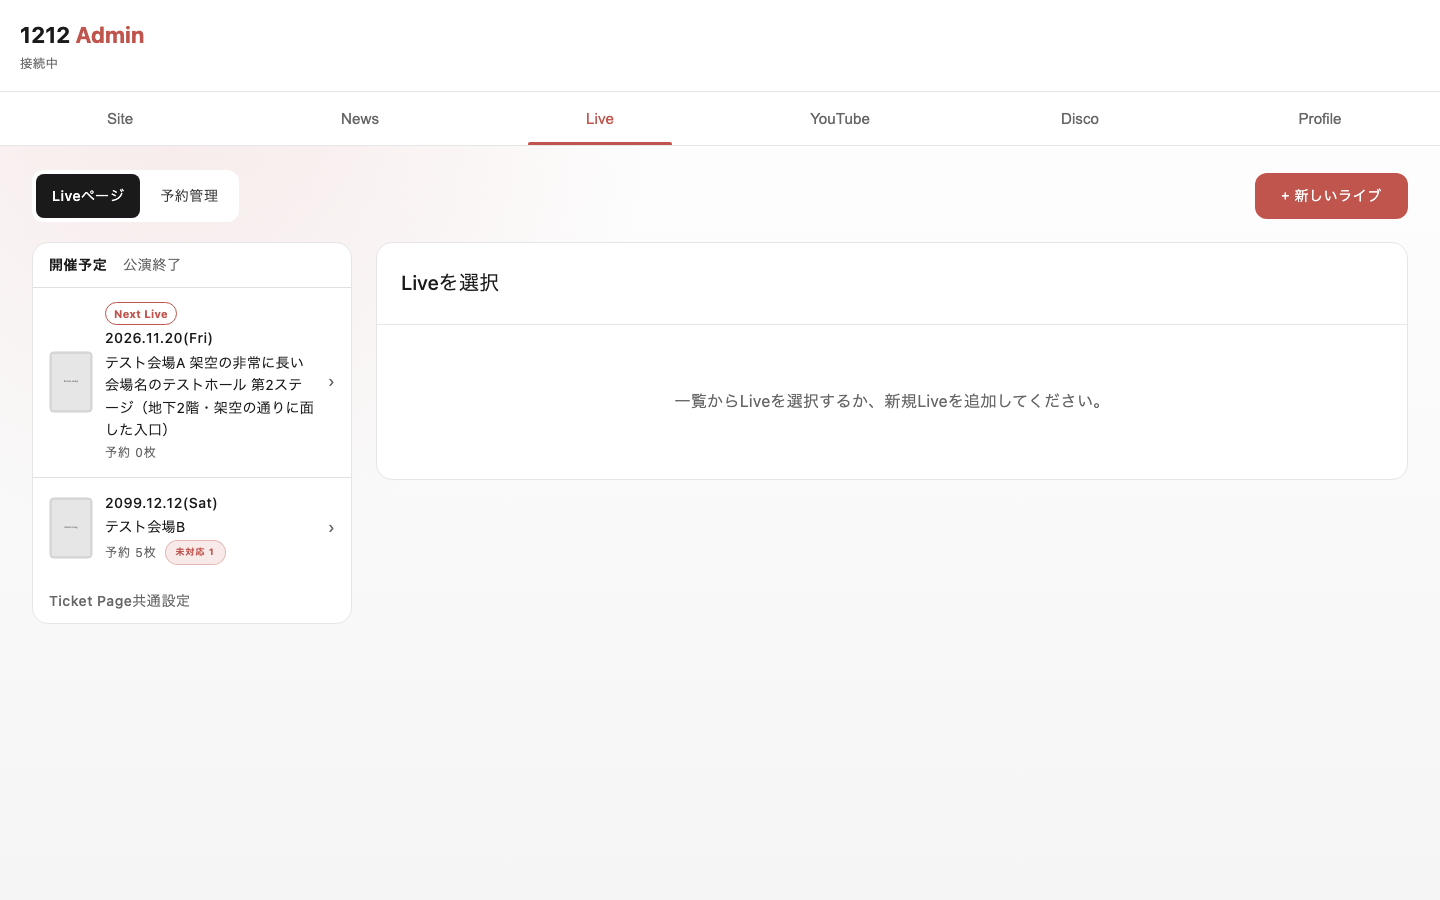 1212 Admin
接続中
Site
News
Live
YouTube
Disco
Profile
Liveページ
予約管理
+ 新しいライブ
開催予定
公演終了
Next Live
2026.11.20(Fri)
テスト会場A 架空の非常に長い
会場名のテストホール 第2ステ
ージ（地下2階・架空の通りに面
した入口）
予約 0枚
›
2099.12.12(Sat)
テスト会場B
予約 5枚
未対応 1
›
Ticket Page共通設定
Liveを選択
一覧からLiveを選択するか、新規Liveを追加してください。